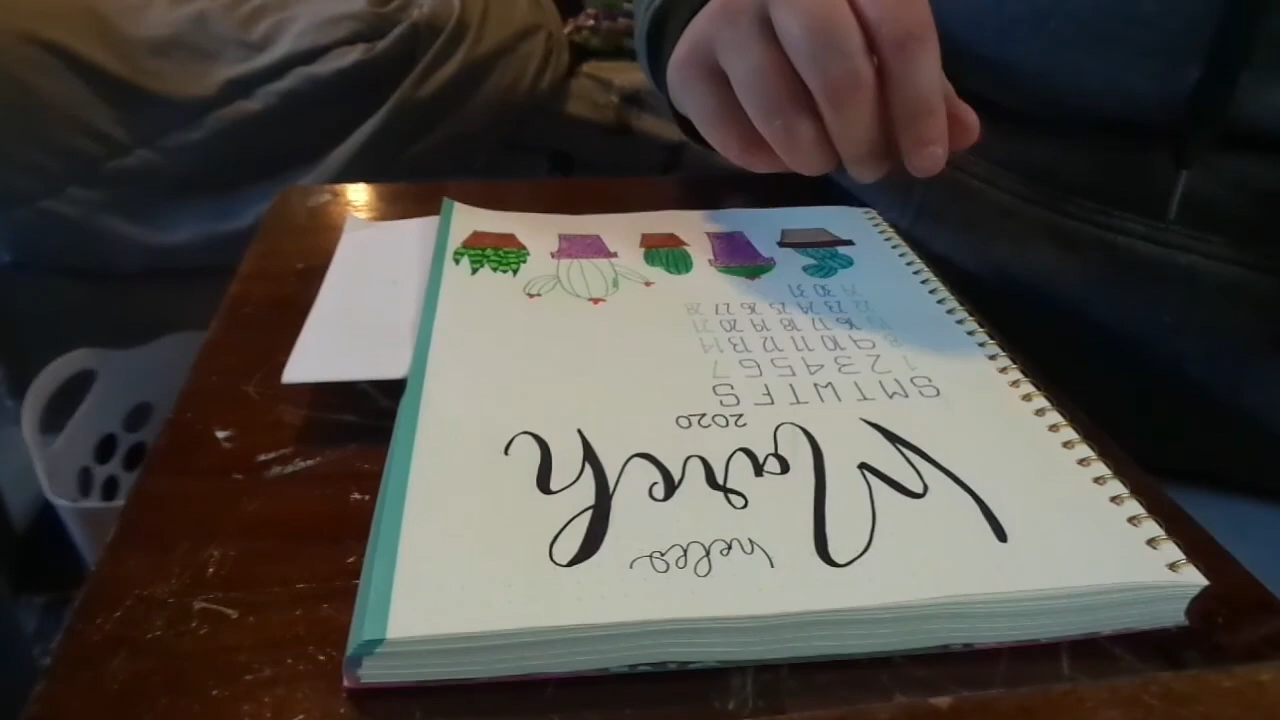 hello
March
2020
S M T W T F S
1 2 3 4 5 6 7
8 9 10 11 12 13 14
15 16 17 18 19 20 21
22 23 24 25 26 27 28
29 30 31